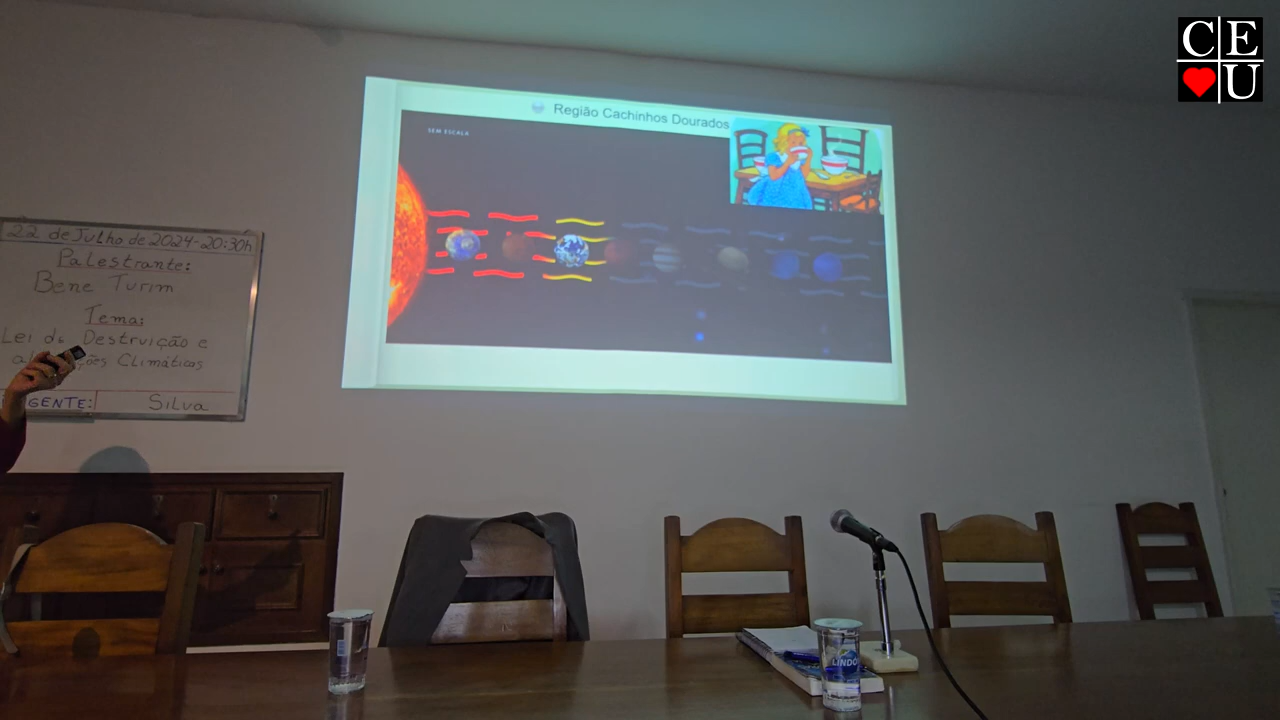 CE
U
Região Cachinhos Dourados
SEM ESCALA
22 de Julho de 2024-20:30h
Palestrante:
Bene Turim
Tema:
Lei de Destruição e
Climáticas
GENTE: Silva
LINDO